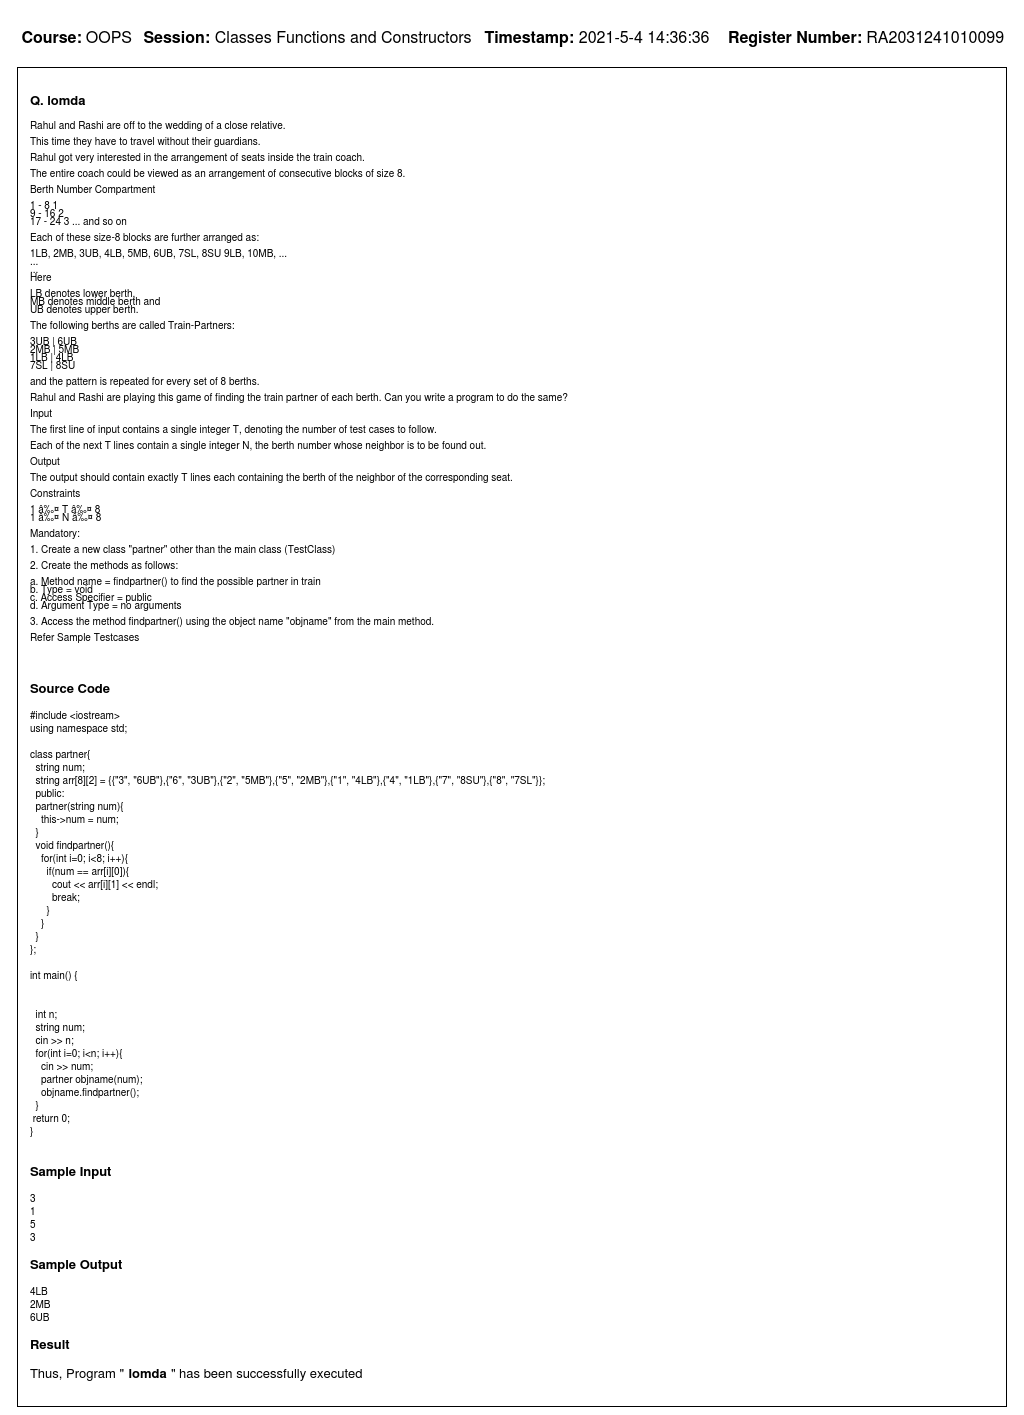 Course: OOPS Session: Classes Functions and Constructors Timestamp: 2021-5-4 14:36:36 Register Number: RA2031241010099
Q. lomda
Rahul and Rashi are off to the wedding of a close relative.
This time they have to travel without their guardians.
Rahul got very interested in the arrangement of seats inside the train coach.
The entire coach could be viewed as an arrangement of consecutive blocks of size 8.
Berth Number Compartment
1 - 8 1
9 - 16 2
17 - 24 3 ... and so on
Each of these size-8 blocks are further arranged as:
1LB, 2MB, 3UB, 4LB, 5MB, 6UB, 7SL, 8SU 9LB, 10MB, ...
...
..
Here
LB denotes lower berth,
MB denotes middle berth and
UB denotes upper berth.
The following berths are called Train-Partners:
3UB | 6UB
2MB | 5MB
1LB | 4LB
7SL | 8SU
and the pattern is repeated for every set of 8 berths.
Rahul and Rashi are playing this game of finding the train partner of each berth. Can you write a program to do the same?
Input
The first line of input contains a single integer T, denoting the number of test cases to follow.
Each of the next T lines contain a single integer N, the berth number whose neighbor is to be found out.
Output
The output should contain exactly T lines each containing the berth of the neighbor of the corresponding seat.
Constraints
1 â‰¤ T â‰¤ 8
1 â‰¤ N â‰¤ 8
Mandatory:
1. Create a new class "partner" other than the main class (TestClass)
2. Create the methods as follows:
a. Method name = findpartner() to find the possible partner in train
b. Type = void
c. Access Specifier = public
d. Argument Type = no arguments
3. Access the method findpartner() using the object name "objname" from the main method.
Refer Sample Testcases
Source Code
#include <iostream>
using namespace std;
class partner{
string num;
string arr[8][2] = {{"3", "6UB"},{"6", "3UB"},{"2", "5MB"},{"5", "2MB"},{"1", "4LB"},{"4", "1LB"},{"7", "8SU"},{"8", "7SL"}};
public:
partner(string num){
this->num = num;
}
void findpartner(){
for(int i=0; i<8; i++){
if(num == arr[i][0]){
cout << arr[i][1] << endl;
break;
}
}
}
};
int main() {
int n;
string num;
cin >> n;
for(int i=0; i<n; i++){
cin >> num;
partner objname(num);
objname.findpartner();
}
return 0;
}
Sample Input
3
1
5
3
Sample Output
4LB
2MB
6UB
Result
Thus, Program " lomda " has been successfully executed